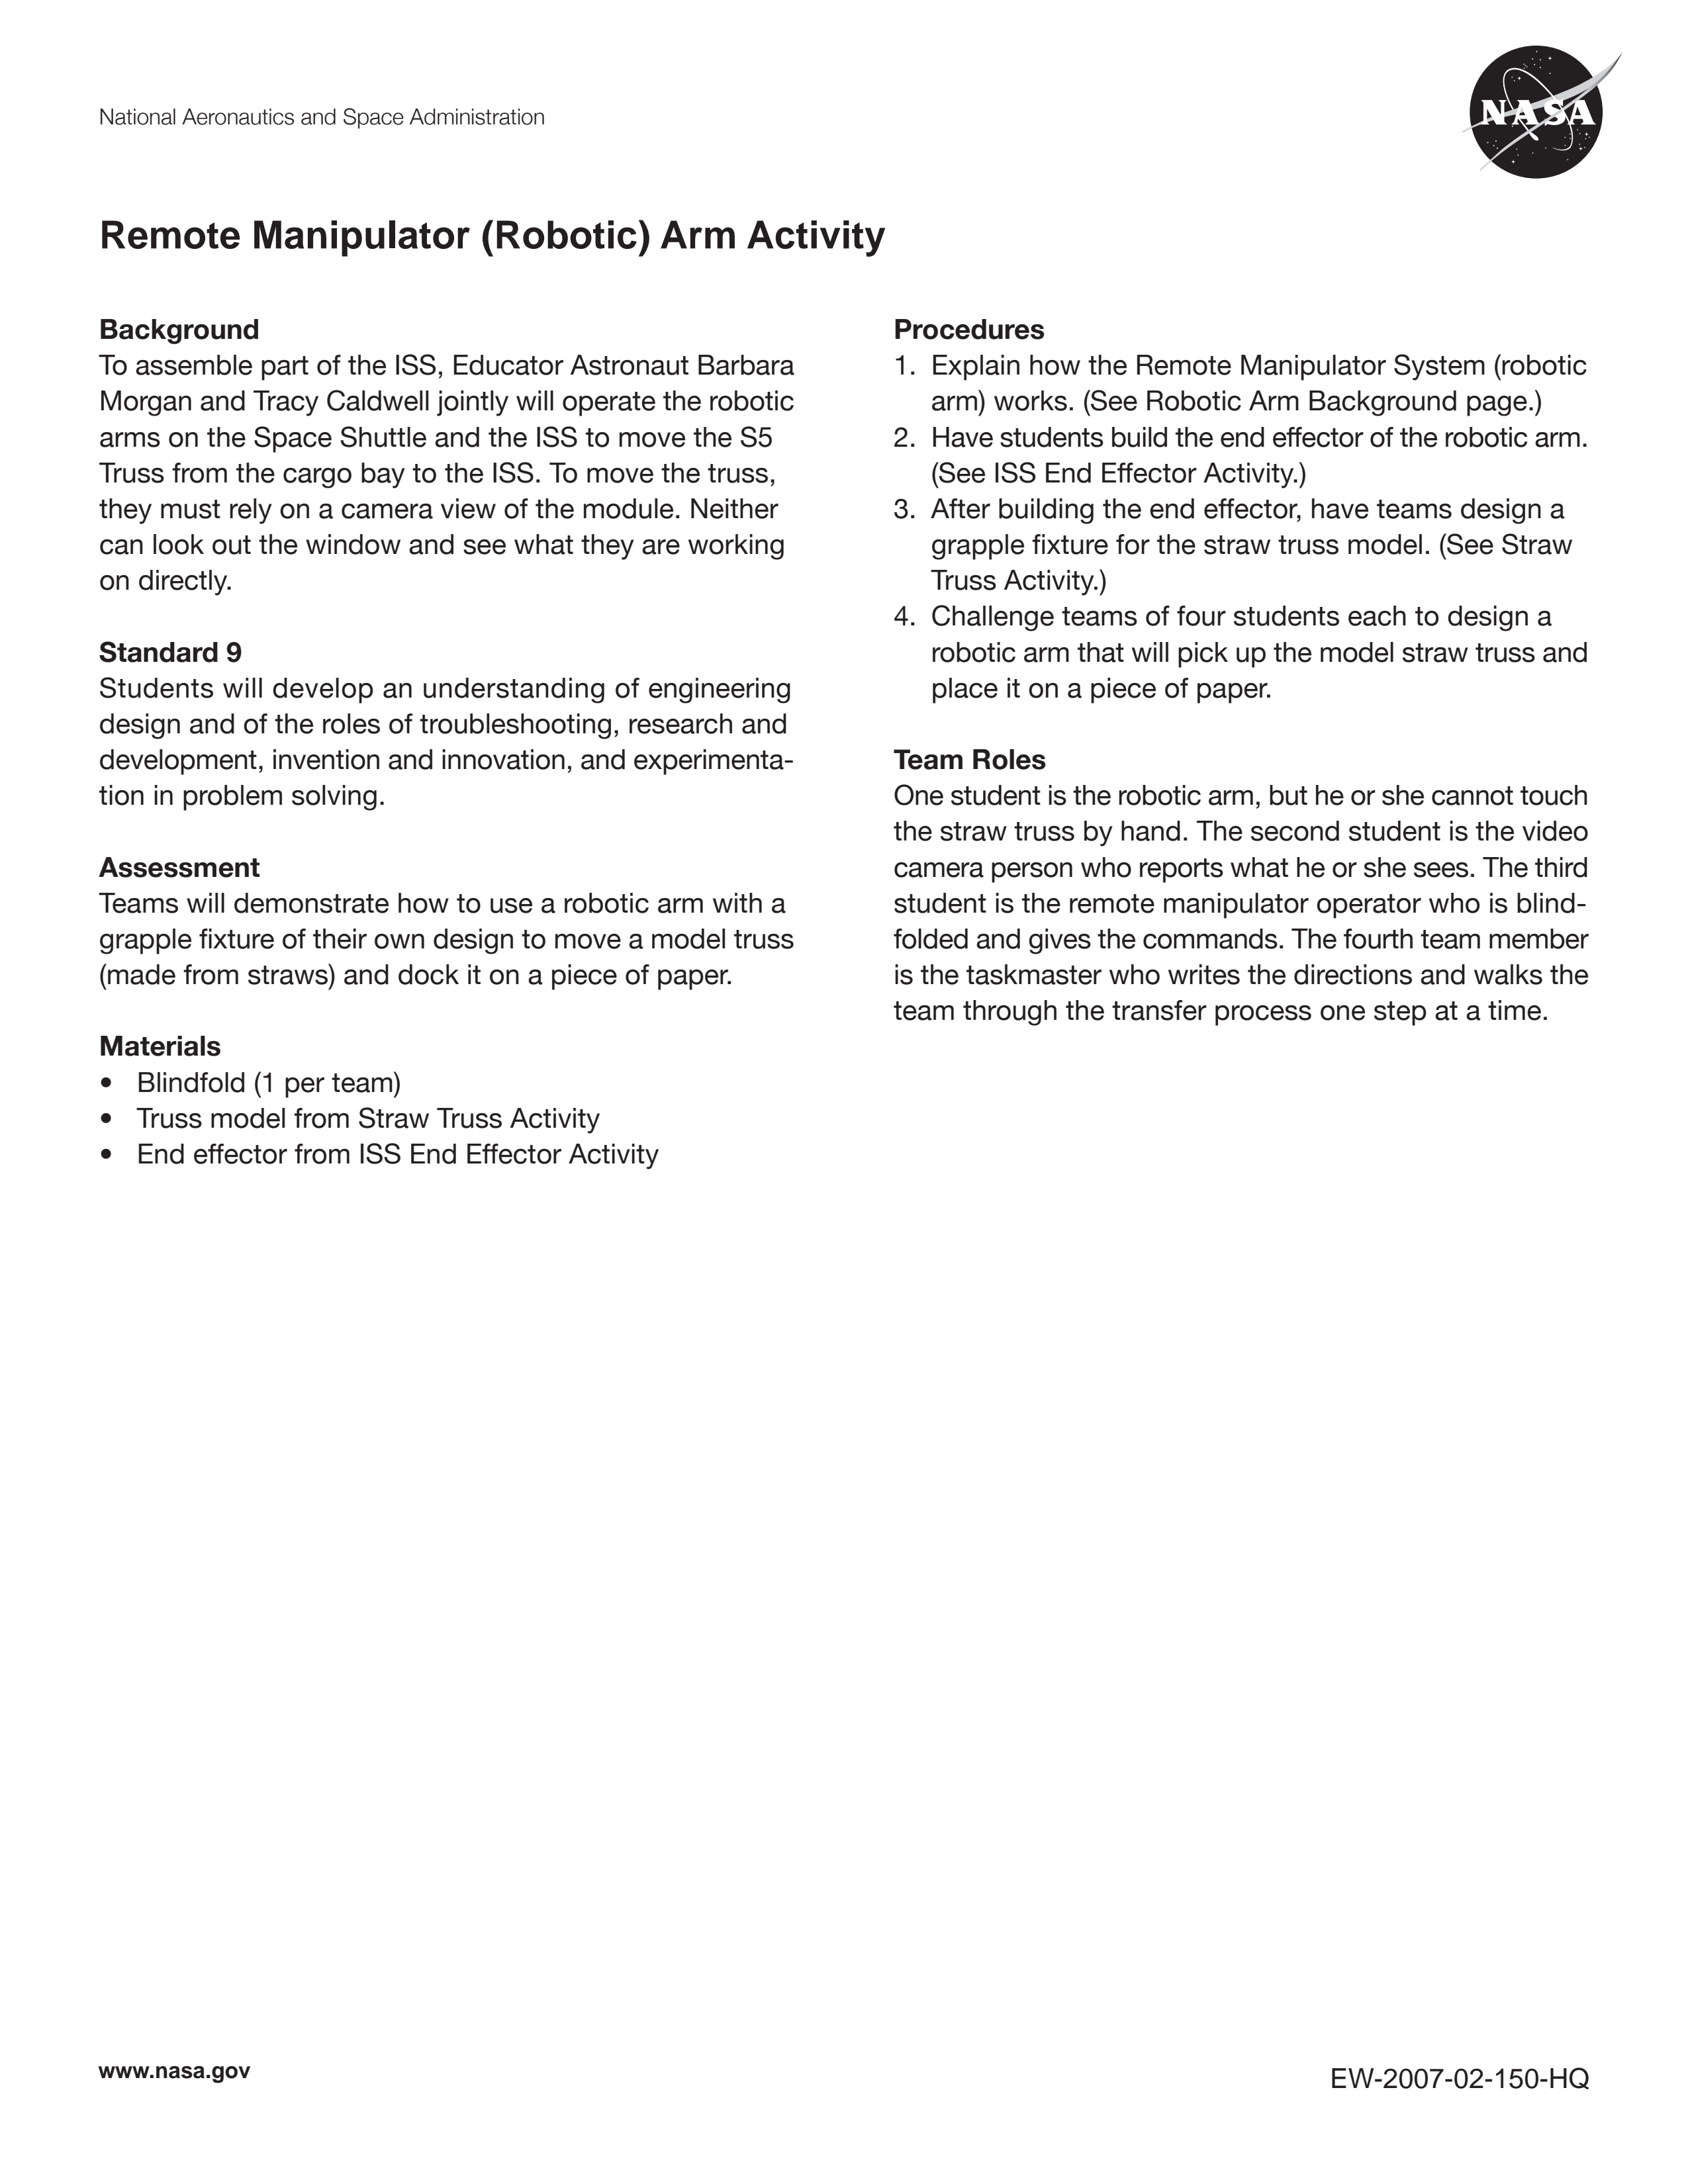 National Aeronautics and Space Administration
NASA
Remote Manipulator (Robotic) Arm Activity
Background
To assemble part of the ISS, Educator Astronaut Barbara
Morgan and Tracy Caldwell jointly will operate the robotic
arms on the Space Shuttle and the ISS to move the S5
Truss from the cargo bay to the ISS. To move the truss,
they must rely on a camera view of the module. Neither
can look out the window and see what they are working
on directly.
Standard 9
Students will develop an understanding of engineering
design and of the roles of troubleshooting, research and
development, invention and innovation, and experimenta-
tion in problem solving.
Assessment
Teams will demonstrate how to use a robotic arm with a
grapple fixture of their own design to move a model truss
(made from straws) and dock it on a piece of paper.
Materials
• Blindfold (1 per team)
• Truss model from Straw Truss Activity
• End effector from ISS End Effector Activity
Procedures
1. Explain how the Remote Manipulator System (robotic
arm) works. (See Robotic Arm Background page.)
2. Have students build the end effector of the robotic arm.
(See ISS End Effector Activity.)
3. After building the end effector, have teams design a
grapple fixture for the straw truss model. (See Straw
Truss Activity.)
4. Challenge teams of four students each to design a
robotic arm that will pick up the model straw truss and
place it on a piece of paper.
Team Roles
One student is the robotic arm, but he or she cannot touch
the straw truss by hand. The second student is the video
camera person who reports what he or she sees. The third
student is the remote manipulator operator who is blind-
folded and gives the commands. The fourth team member
is the taskmaster who writes the directions and walks the
team through the transfer process one step at a time.
www.nasa.gov
EW-2007-02-150-HQ